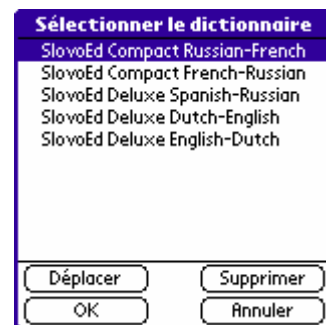 Sélectionner le dictionnaire
SlovoEd Compact Russian-French
SlovoEd Compact French-Russian
SlovoEd Deluxe Spanish-Russian
SlovoEd Deluxe Dutch-English
SlovoEd Deluxe English-Dutch
Déplacer Supprimer
OK Annuler